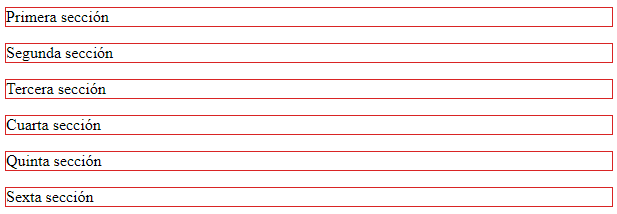 Primera sección
Segunda sección
Tercera sección
Cuarta sección
Quinta sección
Sexta sección